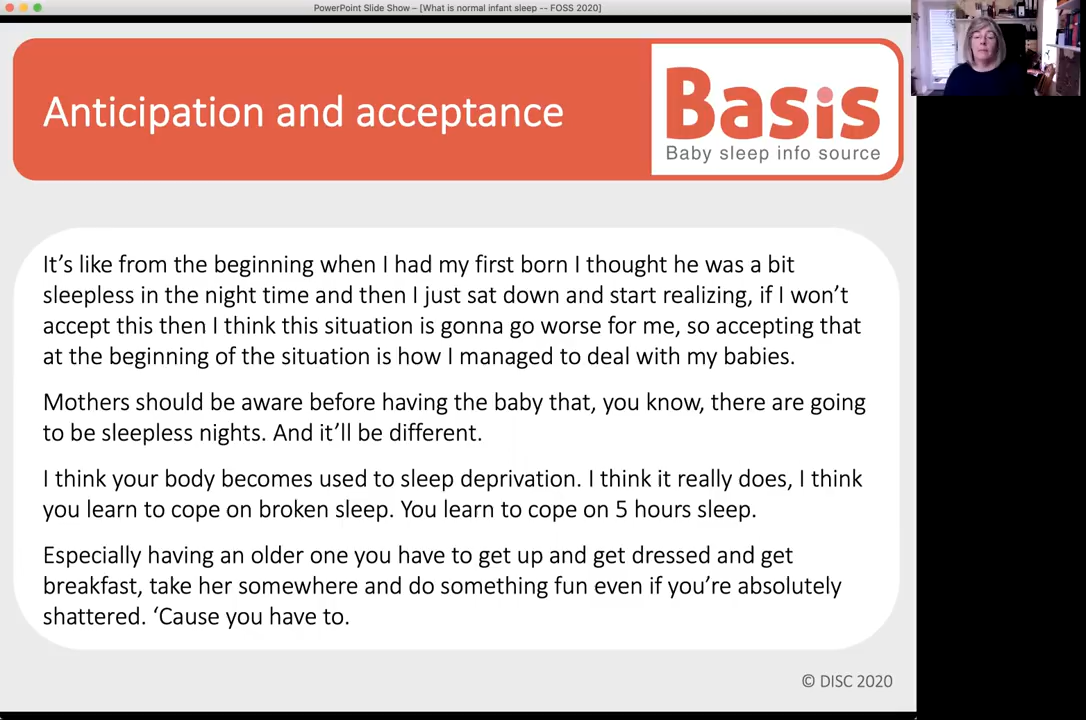 PowerPoint Slide Show – [What is normal infant sleep -- FOSS 2020]
Anticipation and acceptance
Basis
Baby sleep info source
It’s like from the beginning when I had my first born I thought he was a bit
sleepless in the night time and then I just sat down and start realizing, if I won’t
accept this then I think this situation is gonna go worse for me, so accepting that
at the beginning of the situation is how I managed to deal with my babies.
Mothers should be aware before having the baby that, you know, there are going
to be sleepless nights. And it’ll be different.
I think your body becomes used to sleep deprivation. I think it really does, I think
you learn to cope on broken sleep. You learn to cope on 5 hours sleep.
Especially having an older one you have to get up and get dressed and get
breakfast, take her somewhere and do something fun even if you’re absolutely
shattered. ‘Cause you have to.
© DISC 2020